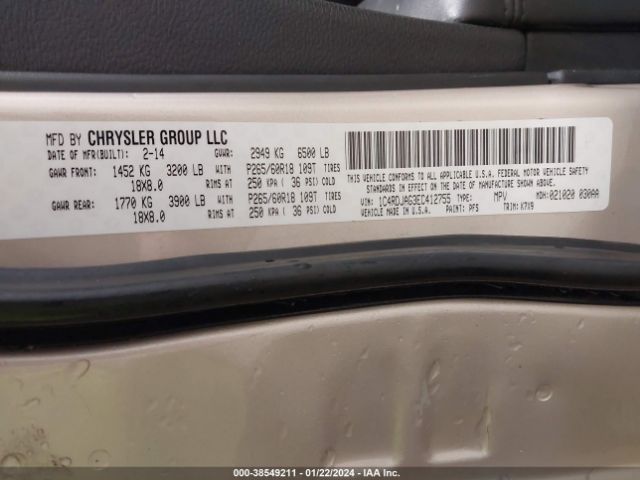 MFD BY CHRYSLER GROUP LLC
DATE OF MFR(BUILT): 2-14 GVWR: 2949 KG 6500 LB
GAWR FRONT: 1452 KG 3200 LB WITH P265/60R18 109T TIRES
18X8.0 RIMS AT 250 KPA ( 36 PSI) COLD
GAWR REAR: 1770 KG 3900 LB WITH P265/60R18 109T TIRES
18X8.0 RIMS AT 250 KPA ( 36 PSI) COLD
THIS VEHICLE CONFORMS TO ALL APPLICABLE U.S.A. FEDERAL MOTOR VEHICLE SAFETY
STANDARDS IN EFFECT ON THE DATE OF MANUFACTURE SHOWN ABOVE.
VIN: 1C4RDJAG3EC412755 TYPE: MPV MDH: 021020 030AA
VEHICLE MADE IN U.S.A. PAINT: PFS TRIM: K7X9
000-38549211 - 01/22/2024 - IAA Inc.